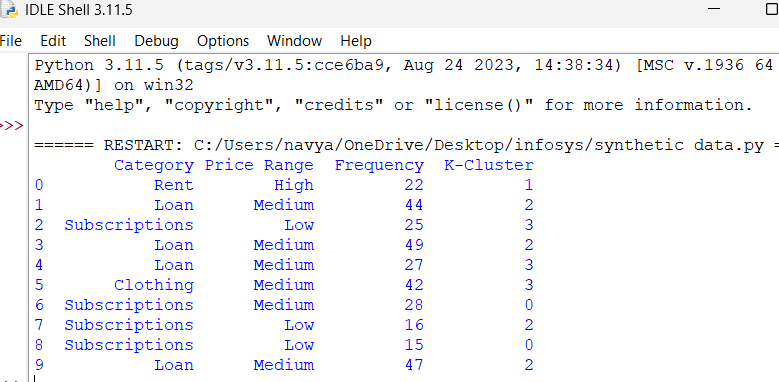 IDLE Shell 3.11.5
File Edit Shell Debug Options Window Help
Python 3.11.5 (tags/v3.11.5:cce6ba9, Aug 24 2023, 14:38:34) [MSC v.1936 64
AMD64)] on win32
Type "help", "copyright", "credits" or "license()" for more information.
>>>
====== RESTART: C:/Users/navya/OneDrive/Desktop/infosys/synthetic data.py =
Category Price Range Frequency K-Cluster
0 Rent High 22 1
1 Loan Medium 44 2
2 Subscriptions Low 25 3
3 Loan Medium 49 2
4 Loan Medium 27 3
5 Clothing Medium 42 3
6 Subscriptions Medium 28 0
7 Subscriptions Low 16 2
8 Subscriptions Low 15 0
9 Loan Medium 47 2